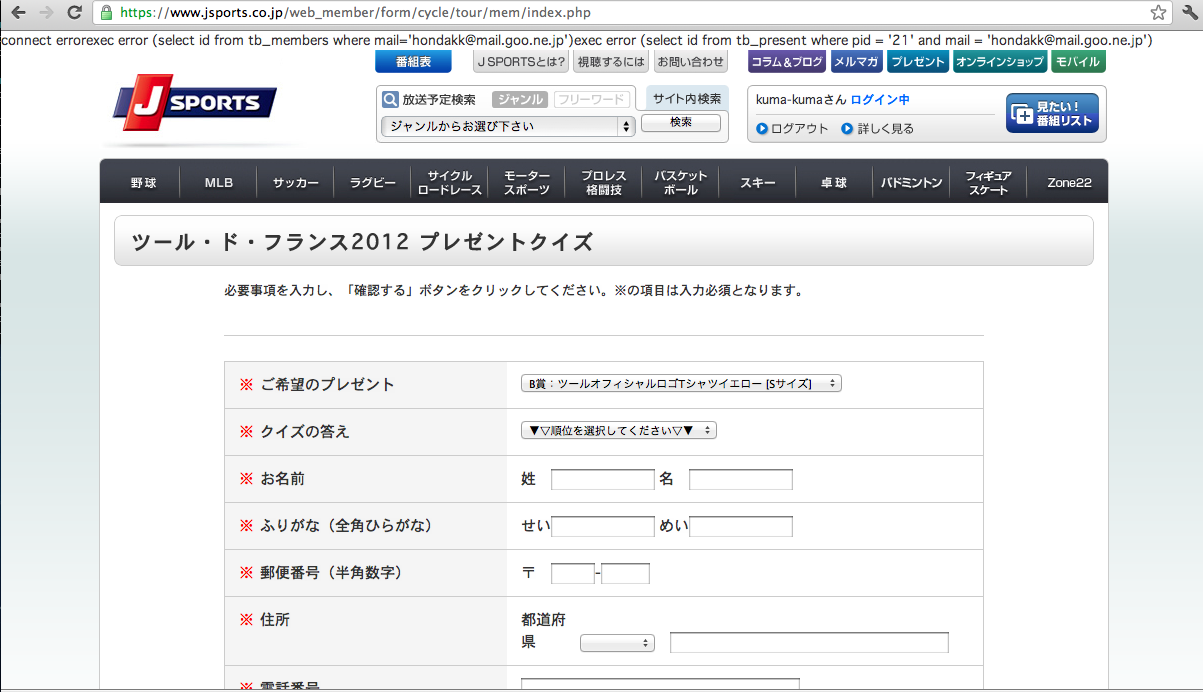 https://www.jsports.co.jp/web_member/form/cycle/tour/mem/index.php
connect errorexec error (select id from tb_members where mail='hondakk@mail.goo.ne.jp')exec error (select id from tb_present where pid = '21' and mail = 'hondakk@mail.goo.ne.jp')
番組表 J SPORTSとは? 視聴するには お問い合わせ コラム＆ブログ メルマガ プレゼント オンラインショップ モバイル
J SPORTS
放送予定検索 ジャンル フリーワード サイト内検索
ジャンルからお選び下さい 検索
kuma-kumaさん ログイン中
ログアウト 詳しく見る
見たい！
番組リスト
野球 MLB サッカー ラグビー サイクルロードレース モータースポーツ プロレス格闘技 バスケットボール スキー 卓球 バドミントン フィギュアスケート Zone22
ツール・ド・フランス2012 プレゼントクイズ
必要事項を入力し、「確認する」ボタンをクリックしてください。※の項目は入力必須となります。
※ ご希望のプレゼント B賞：ツールオフィシャルロゴTシャツイエロー [Sサイズ]
※ クイズの答え ▼▽順位を選択してください▽▼
※ お名前 姓 名
※ ふりがな（全角ひらがな） せい めい
※ 郵便番号（半角数字） 〒 -
※ 住所 都道府
県
※ 電話番号